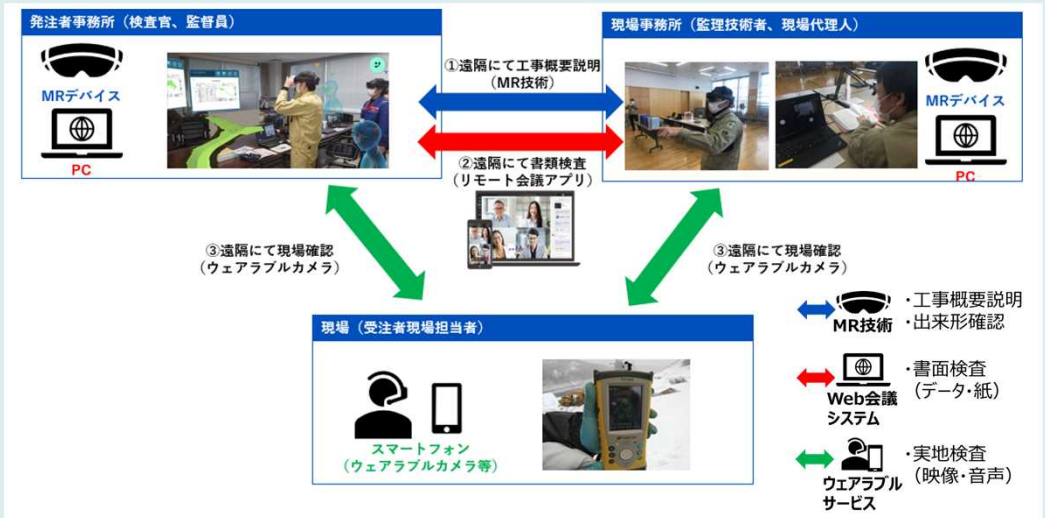 発注者事務所（検査官、監督員）
MRデバイス
PC
①遠隔にて工事概要説明
（MR技術）
②遠隔にて書類検査
（リモート会議アプリ）
現場事務所（監理技術者、現場代理人）
MRデバイス
PC
③遠隔にて現場確認
（ウェアラブルカメラ）
③遠隔にて現場確認
（ウェアラブルカメラ）
現場（受注者現場担当者）
スマートフォン
（ウェアラブルカメラ等）
MR技術
・工事概要説明
・出来形確認
Web会議
システム
・書面検査
（データ・紙）
ウェアラブル
サービス
・実地検査
（映像・音声）